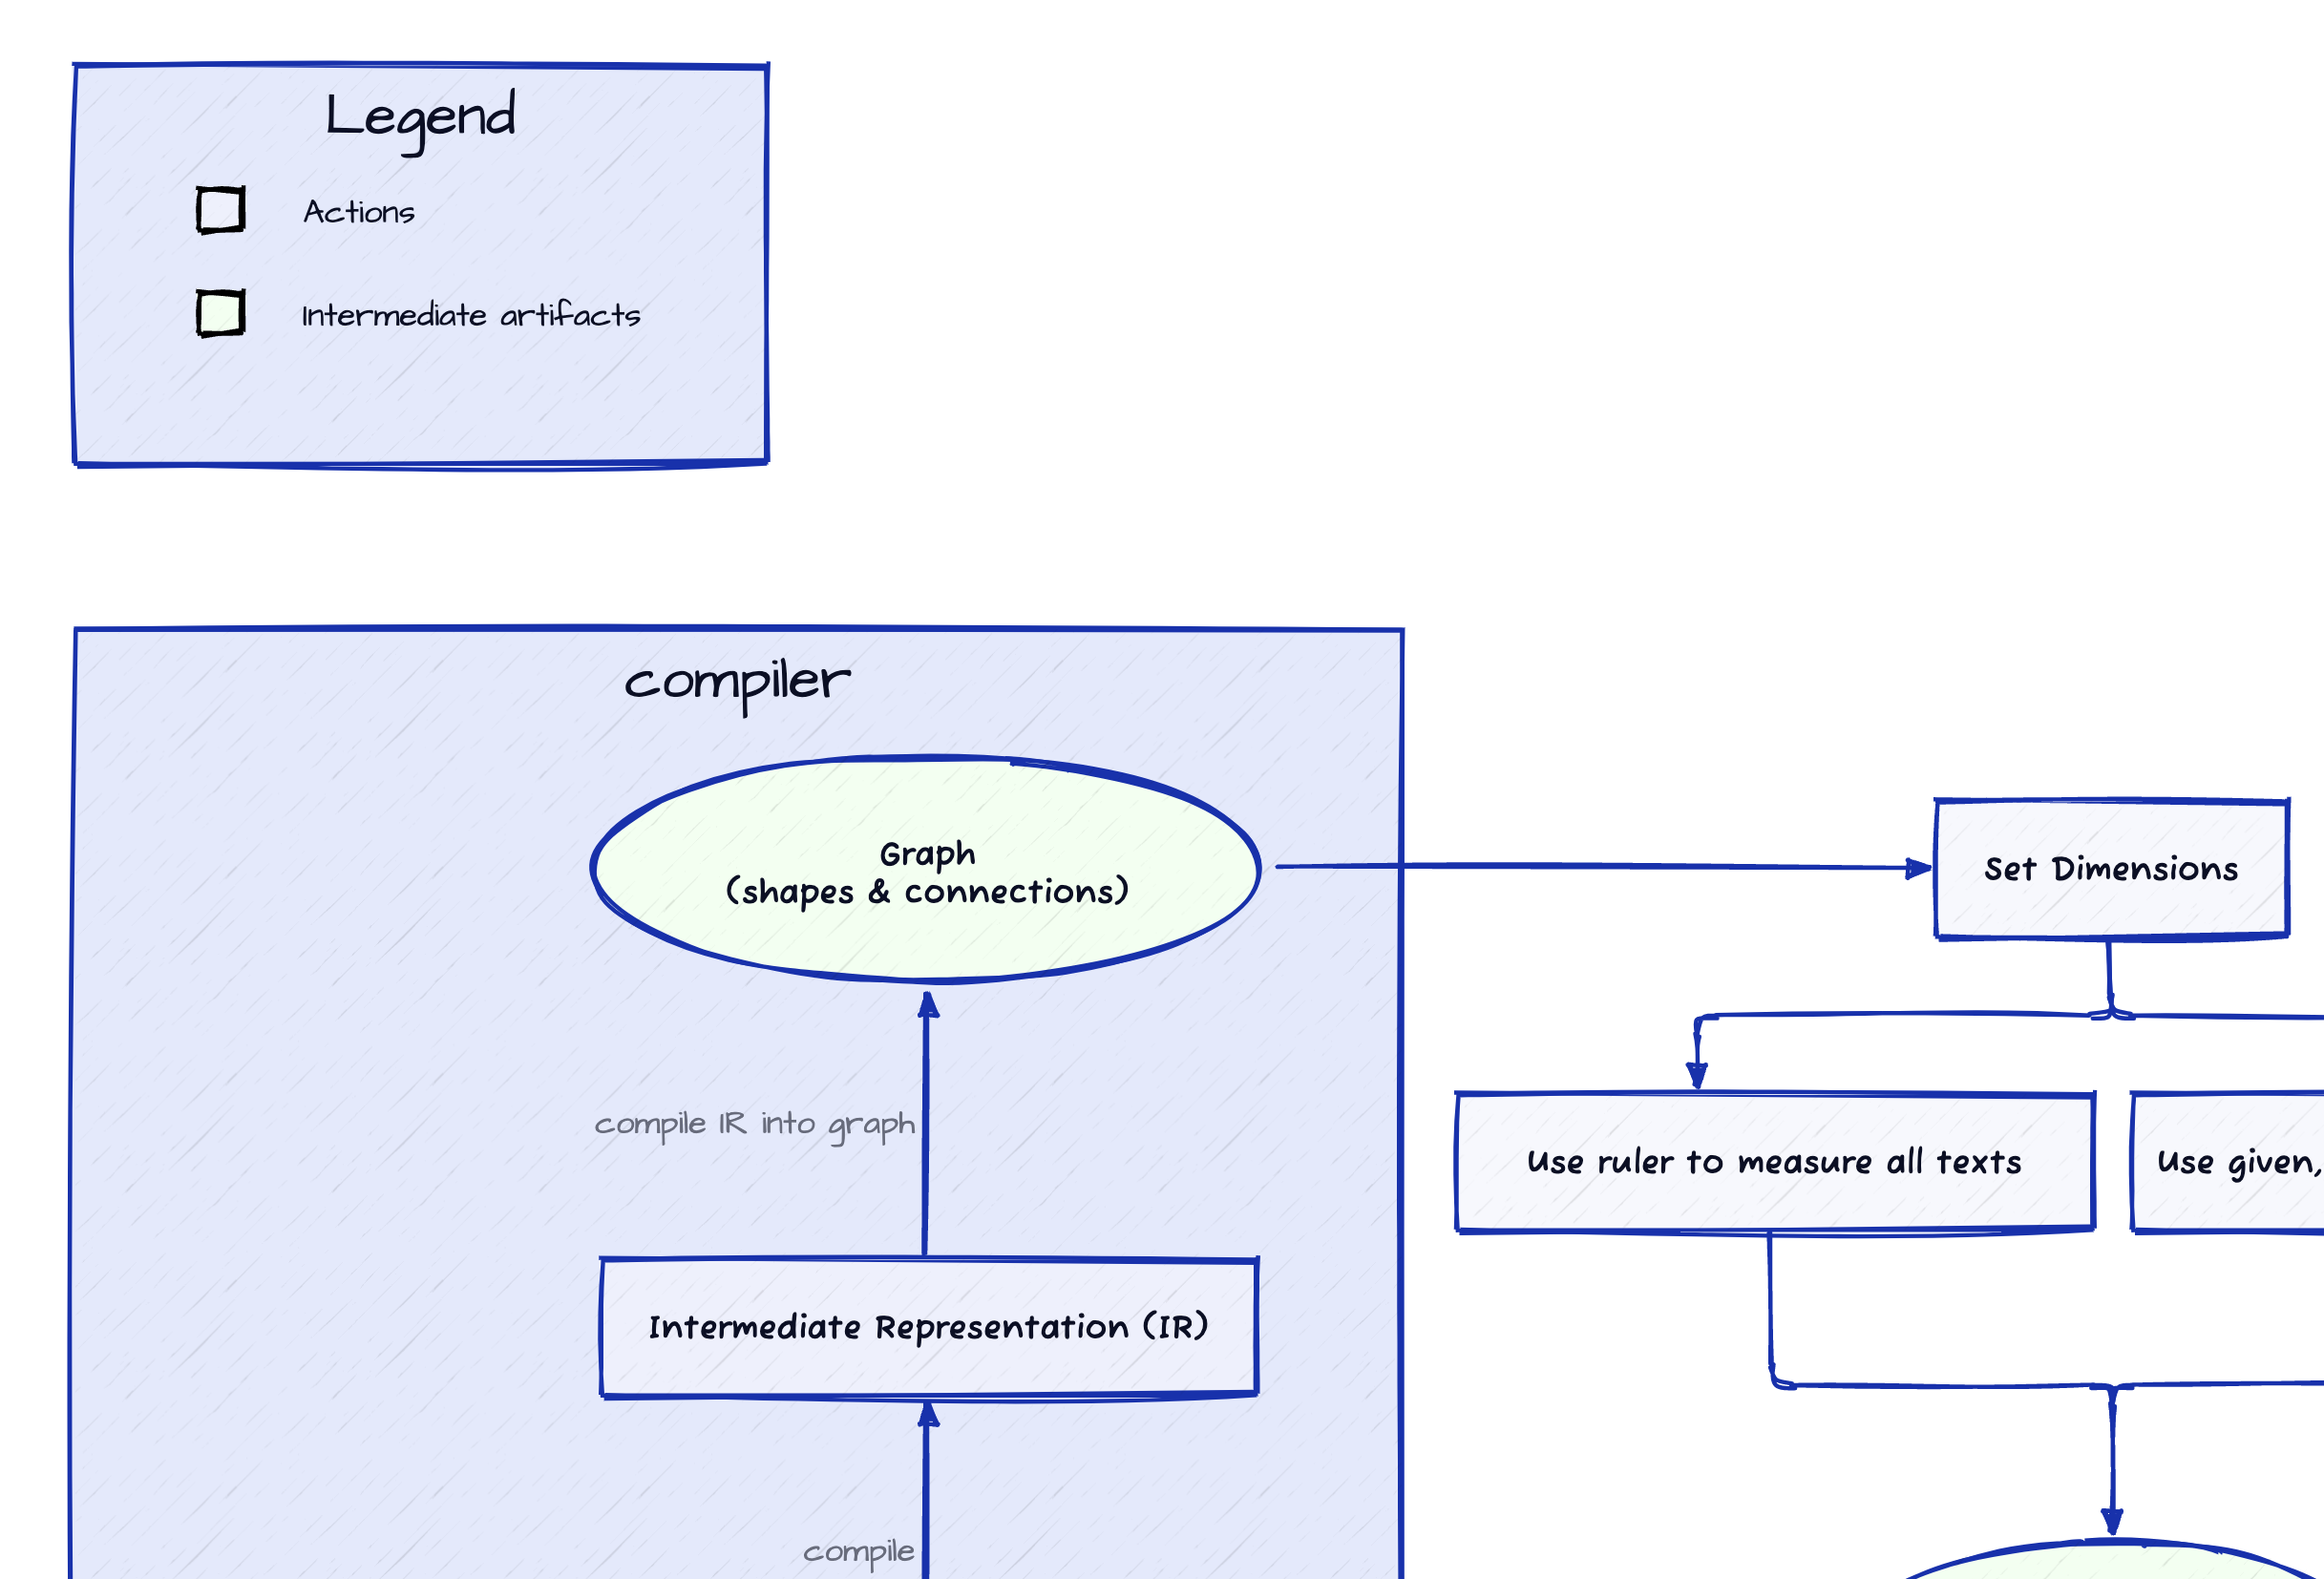 Legend
Actions
Intermediate artifacts
compiler
Graph
(shapes & connections)
Set Dimensions
compile IR into graph
Use ruler to measure all texts
Use given,
Intermediate Representation (IR)
compile